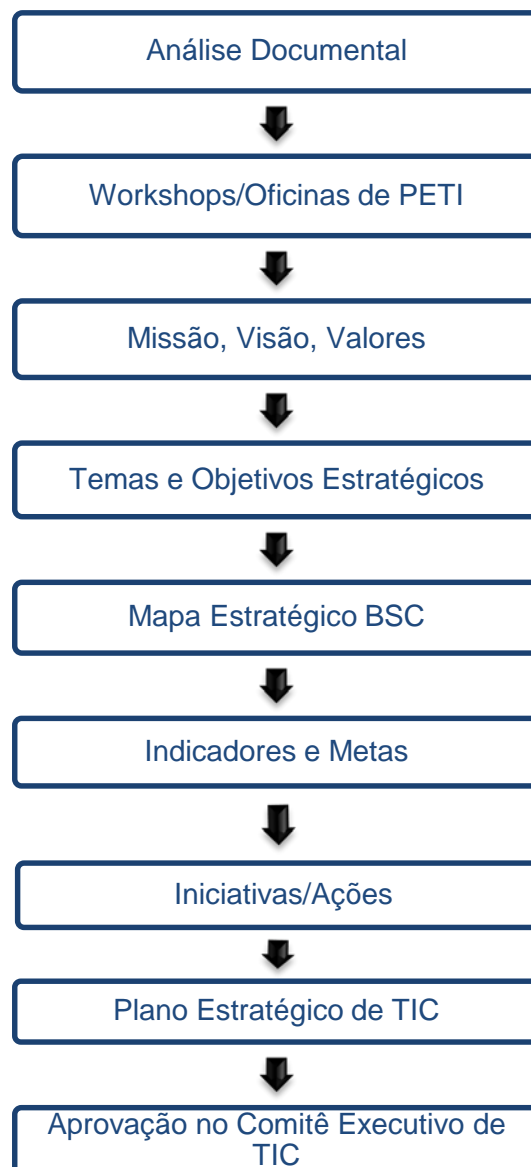 Análise Documental
Workshops/Oficinas de PETI
Missão, Visão, Valores
Temas e Objetivos Estratégicos
Mapa Estratégico BSC
Indicadores e Metas
Iniciativas/Ações
Plano Estratégico de TIC
Aprovação no Comitê Executivo de
TIC